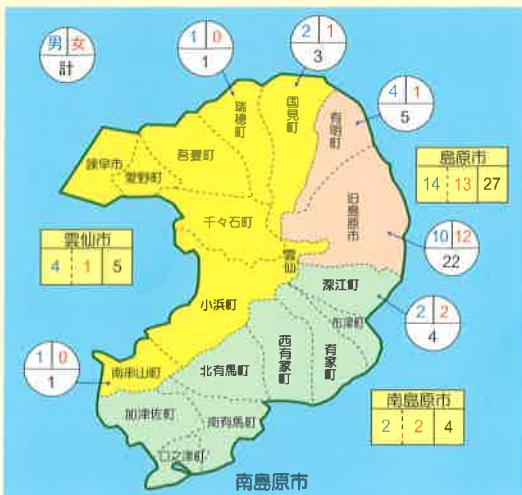 男 女
計
1 0
1
2 1
3
4 1
5
瑞穂町
国見町
有明町
島原市
14 13 27
諫早市
愛野町
吾妻町
千々石町
旧島原市
10 12
22
雲仙市
4 1 5
雲仙
小浜町
深江町
布津町
2 2
4
有家町
西有家町
北有馬町
1 0
1
南串山町
加津佐町
南有馬町
口之津町
南島原市
2 2 4
南島原市